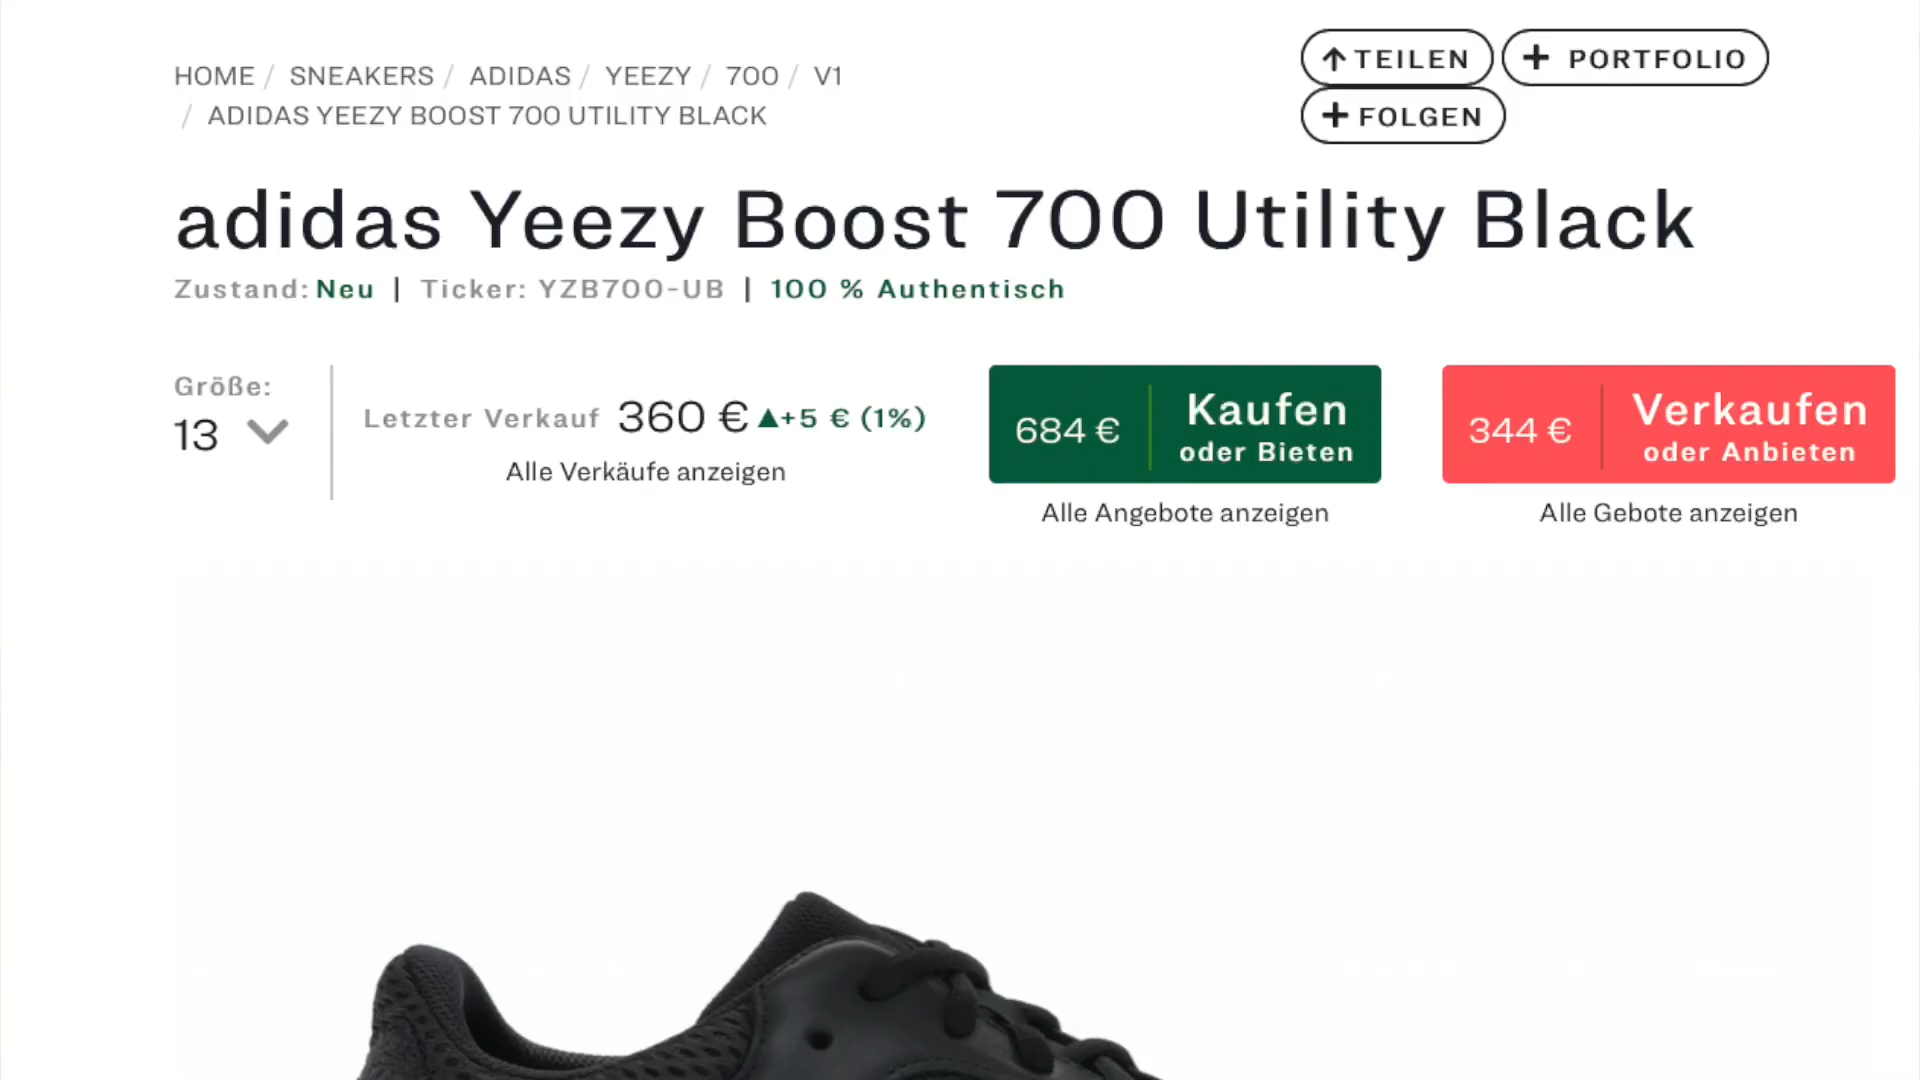 HOME / SNEAKERS / ADIDAS / YEEZY / 700 / V1
/ ADIDAS YEEZY BOOST 700 UTILITY BLACK
TEILEN
+ PORTFOLIO
+ FOLGEN
adidas Yeezy Boost 700 Utility Black
Zustand: Neu | Ticker: YZB700-UB | 100 % Authentisch
Größe:
13
Letzter Verkauf 360 € ▲+5 € (1%)
Alle Verkäufe anzeigen
684 €
Kaufen
oder Bieten
Alle Angebote anzeigen
344 €
Verkaufen
oder Anbieten
Alle Gebote anzeigen